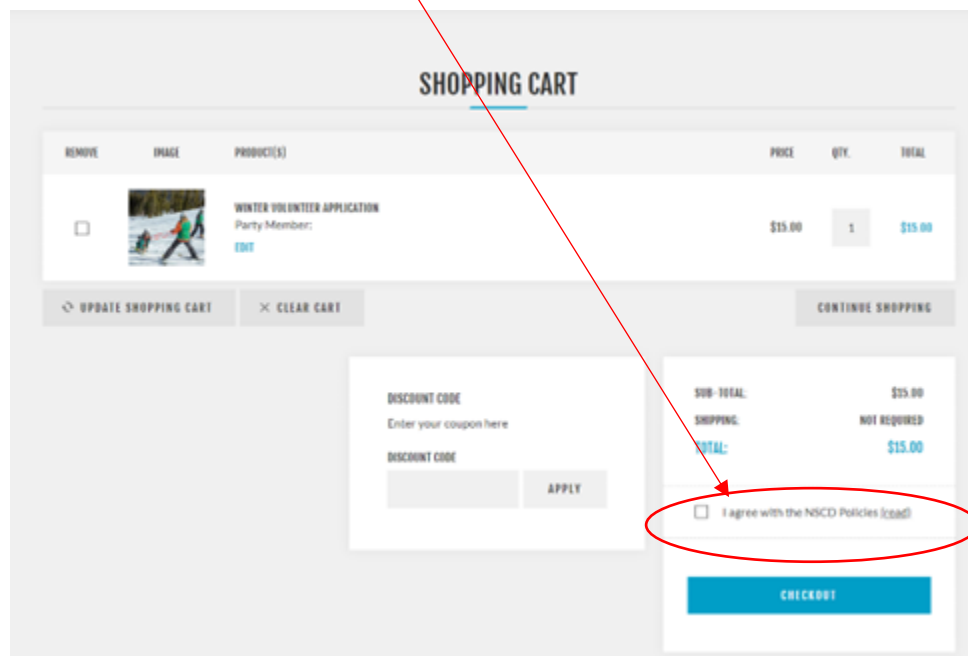 SHOPPING CART
REMOVE IMAGE PRODUCT(S) PRICE QTY. TOTAL
WINTER VOLUNTEER APPLICATION
Party Member:
EDIT
$15.00 1 $15.00
UPDATE SHOPPING CART CLEAR CART CONTINUE SHOPPING
DISCOUNT CODE
Enter your coupon here
DISCOUNT CODE
APPLY
SUB-TOTAL: $15.00
SHIPPING: NOT REQUIRED
TOTAL: $15.00
I agree with the NSCD Policies (read)
CHECKOUT